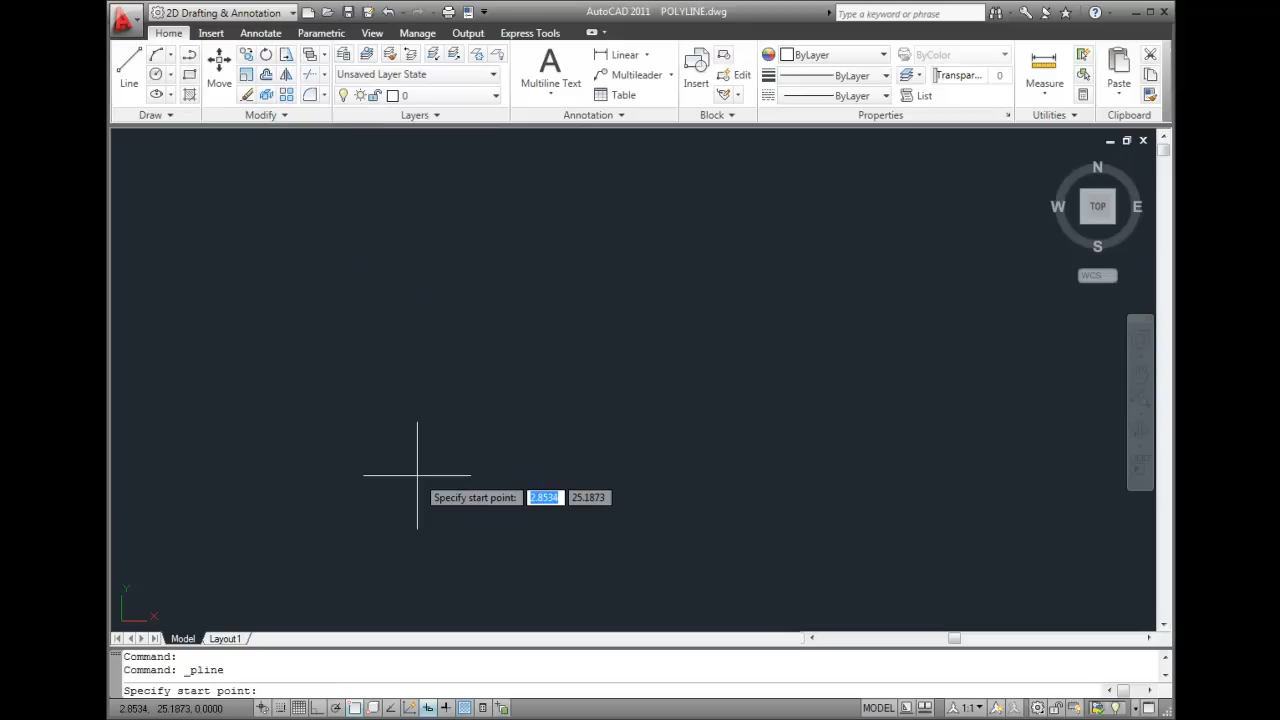 2D Drafting & Annotation
AutoCAD 2011 POLYLINE.dwg
Type a keyword or phrase
Home Insert Annotate Parametric View Manage Output Express Tools
Line
Move
Unsaved Layer State
0
A
Multiline Text
Linear
Multileader
Table
Insert
Edit
ByLayer
ByLayer
ByLayer
ByColor
Transpar... 0
List
Measure
Paste
Draw Modify Layers Annotation Block Properties Utilities Clipboard
N
W TOP E
S
WCS
Specify start point: 2.8534 25.1873
Y
X
Model Layout1
Command:
Command: _pline
Specify start point:
2.8534, 25.1873, 0.0000
MODEL
1:1